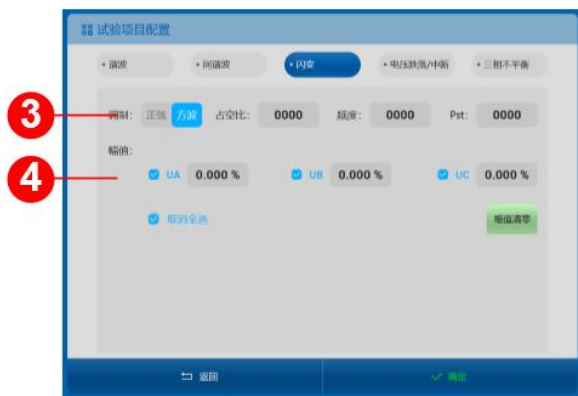 试验项目配置
•谐波 •间谐波 •闪变 •电压跌落/中断 •三相不平衡
3 调制: 正弦 方波 占空比: 0000 频度: 0000 Pst: 0000
幅值:
4 UA 0.000 % UB 0.000 % UC 0.000 %
取消全选 幅值清零
返回 确定